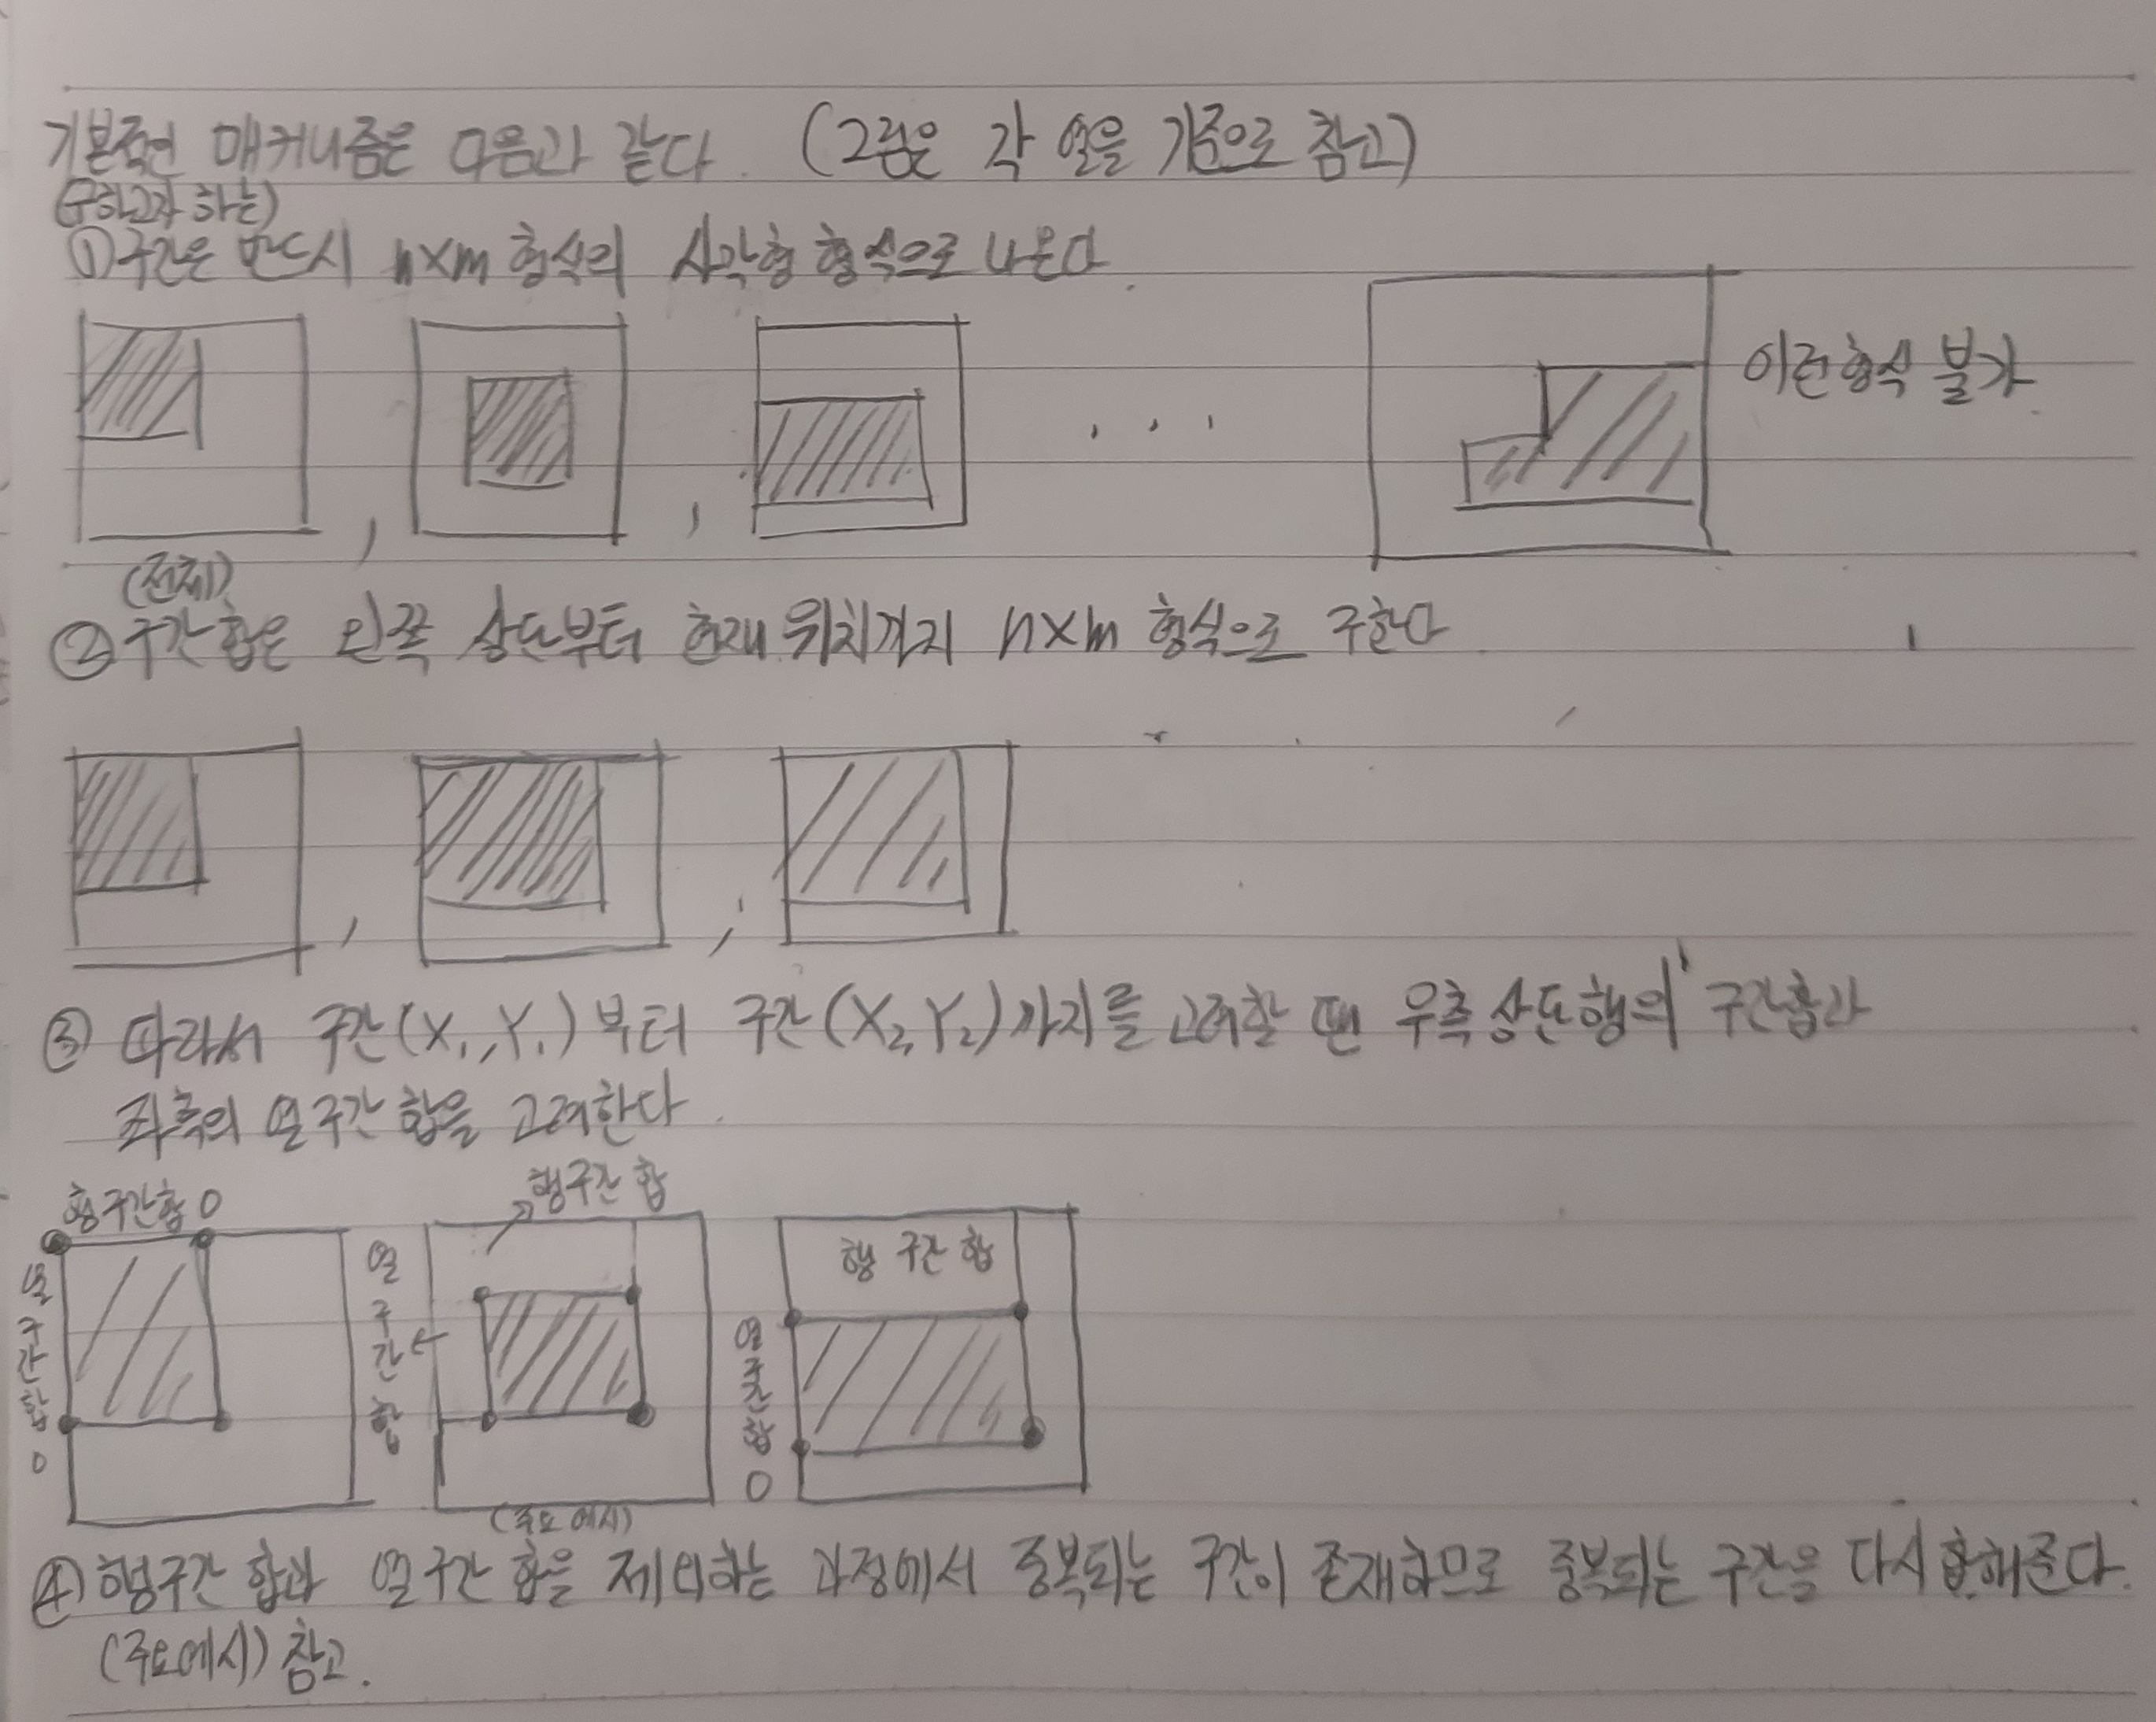 기본적인 매커니즘은 다음과 같다. (그림은 각 열을 기준으로 참고)
(구하고자 하는)
① 구간은 반드시 n×m 형식의 사각형 형식으로 나온다.
이런형식 불가
(전체)
② 구간 합은 왼쪽 상단부터 현재 위치까지 n×m 형식으로 구한다.
③ 따라서 구간(X₁,Y₁)부터 구간(X₂,Y₂)까지를 고려할 땐 우측 상단 행의 구간합과
좌측의 열 구간 합을 고려한다.
행구간합 0
열구간합 0
행구간 합
열구간 합
행 구간 합
열구간합 0
(주요 예시)
④ 행구간 합과 열구간 합을 제외하는 과정에서 중복되는 구간이 존재하므로 중복되는 구간을 다시 합해준다.
(주요예시) 참고.